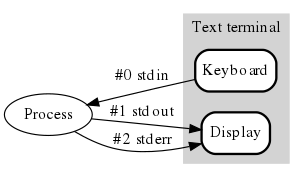 Text terminal
Keyboard
#0 stdin
Process
#1 stdout
#2 stderr
Display